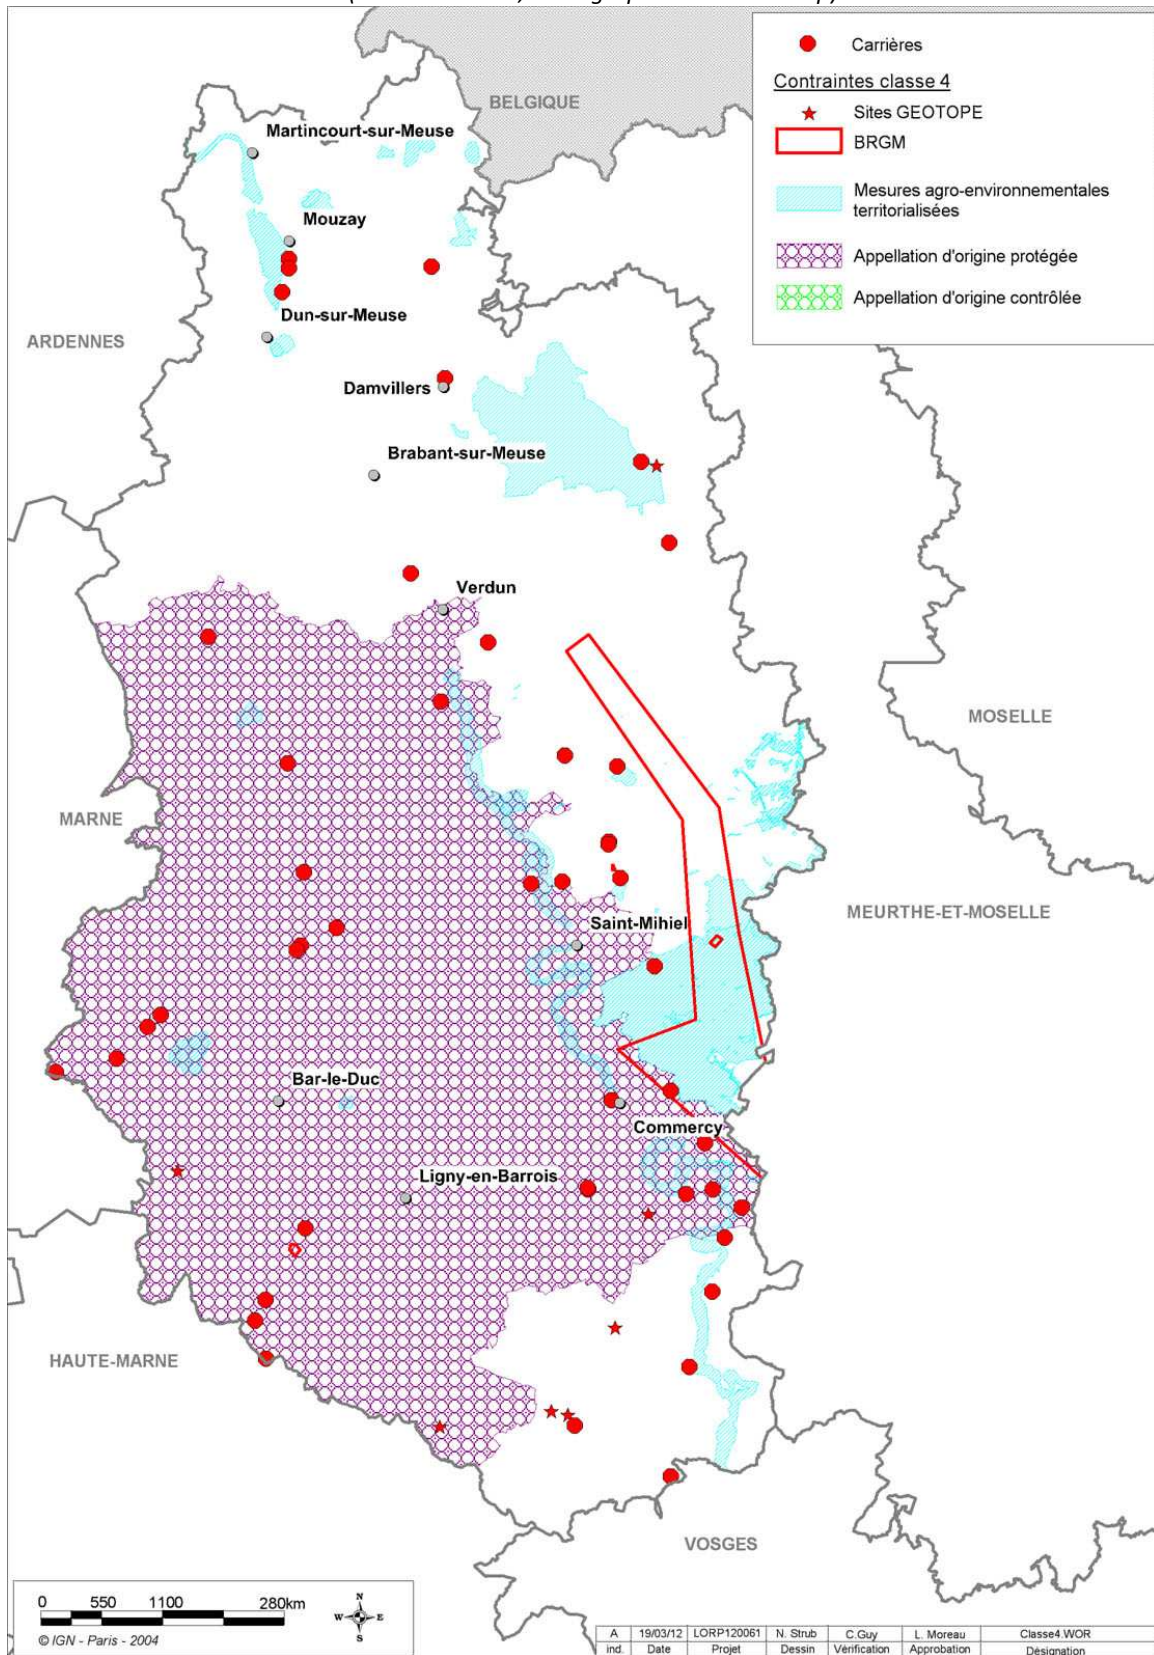 Carrières
Contraintes classe 4
Sites GEOTOPE
BRGM
Mesures agro-environnementales
territorialisées
Appellation d'origine protégée
Appellation d'origine contrôlée
BELGIQUE
Martincourt-sur-Meuse
Mouzay
Dun-sur-Meuse
ARDENNES
Damvillers
Brabant-sur-Meuse
Verdun
MOSELLE
MARNE
MEURTHE-ET-MOSELLE
Saint-Mihiel
Bar-le-Duc
Commercy
Ligny-en-Barrois
HAUTE-MARNE
VOSGES
0 550 1100 280km
N
W E
S
© IGN - Paris - 2004
A 19/03/12 LORP120061 N. Strub C.Guy L. Moreau Classe4.WOR
ind. Date Projet Dessin Vérification Approbation Désignation